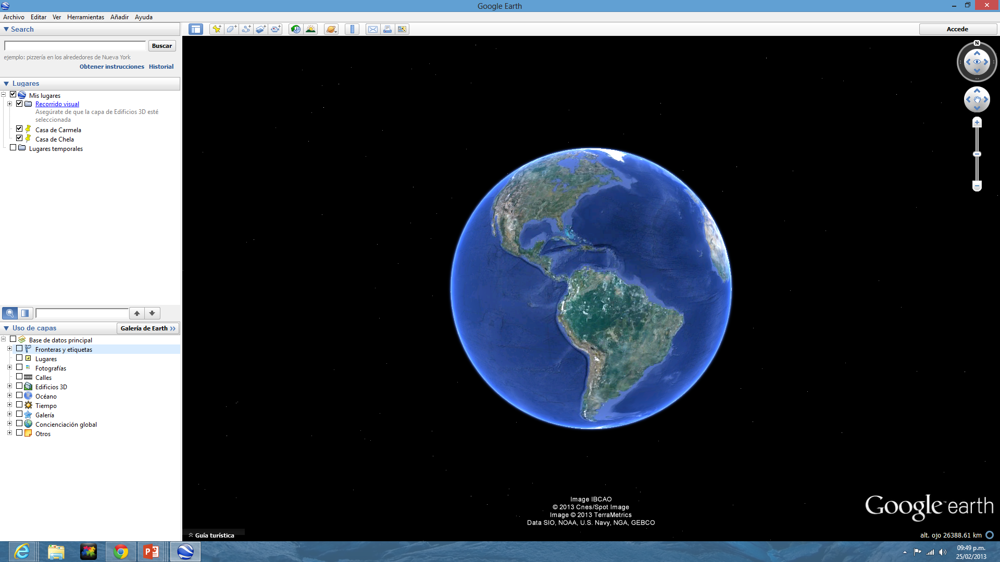 Google Earth
Archivo Editar Ver Herramientas Añadir Ayuda
Search
Accede
Buscar
ejemplo: pizzería en los alrededores de Nueva York
Obtener instrucciones Historial
N
Lugares
Mis lugares
Recorrido visual
Asegúrate de que la capa de Edificios 3D esté
seleccionada
Casa de Carmela
Casa de Chela
Lugares temporales
Uso de capas
Galería de Earth »
Base de datos principal
Fronteras y etiquetas
Lugares
Fotografías
Calles
Edificios 3D
Océano
Tiempo
Galería
Concienciación global
Otros
Image IBCAO
© 2013 Cnes/Spot Image
Image © 2013 TerraMetrics
Data SIO, NOAA, U.S. Navy, NGA, GEBCO
Google™ earth
Guía turística
alt. ojo 26388.61 km
09:49 p.m.
25/02/2013